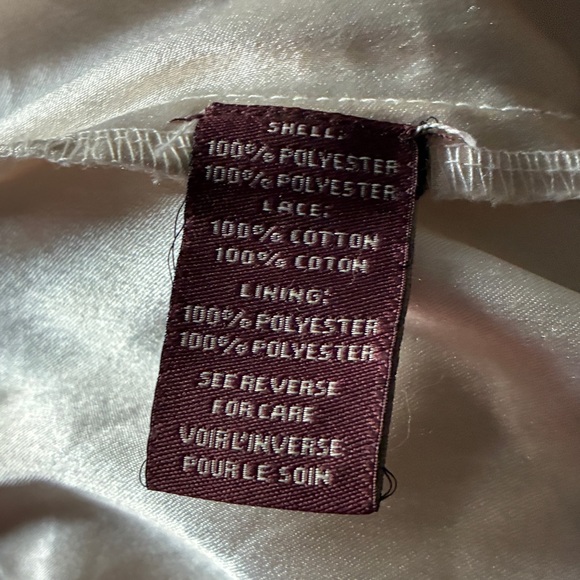 SHELL:
100% POLYESTER
100% POLYESTER
LACE:
100% COTTON
100% COTON
LINING:
100% POLYESTER
100% POLYESTER
SEE REVERSE
FOR CARE
VOIR L'INVERSE
POUR LE SOIN